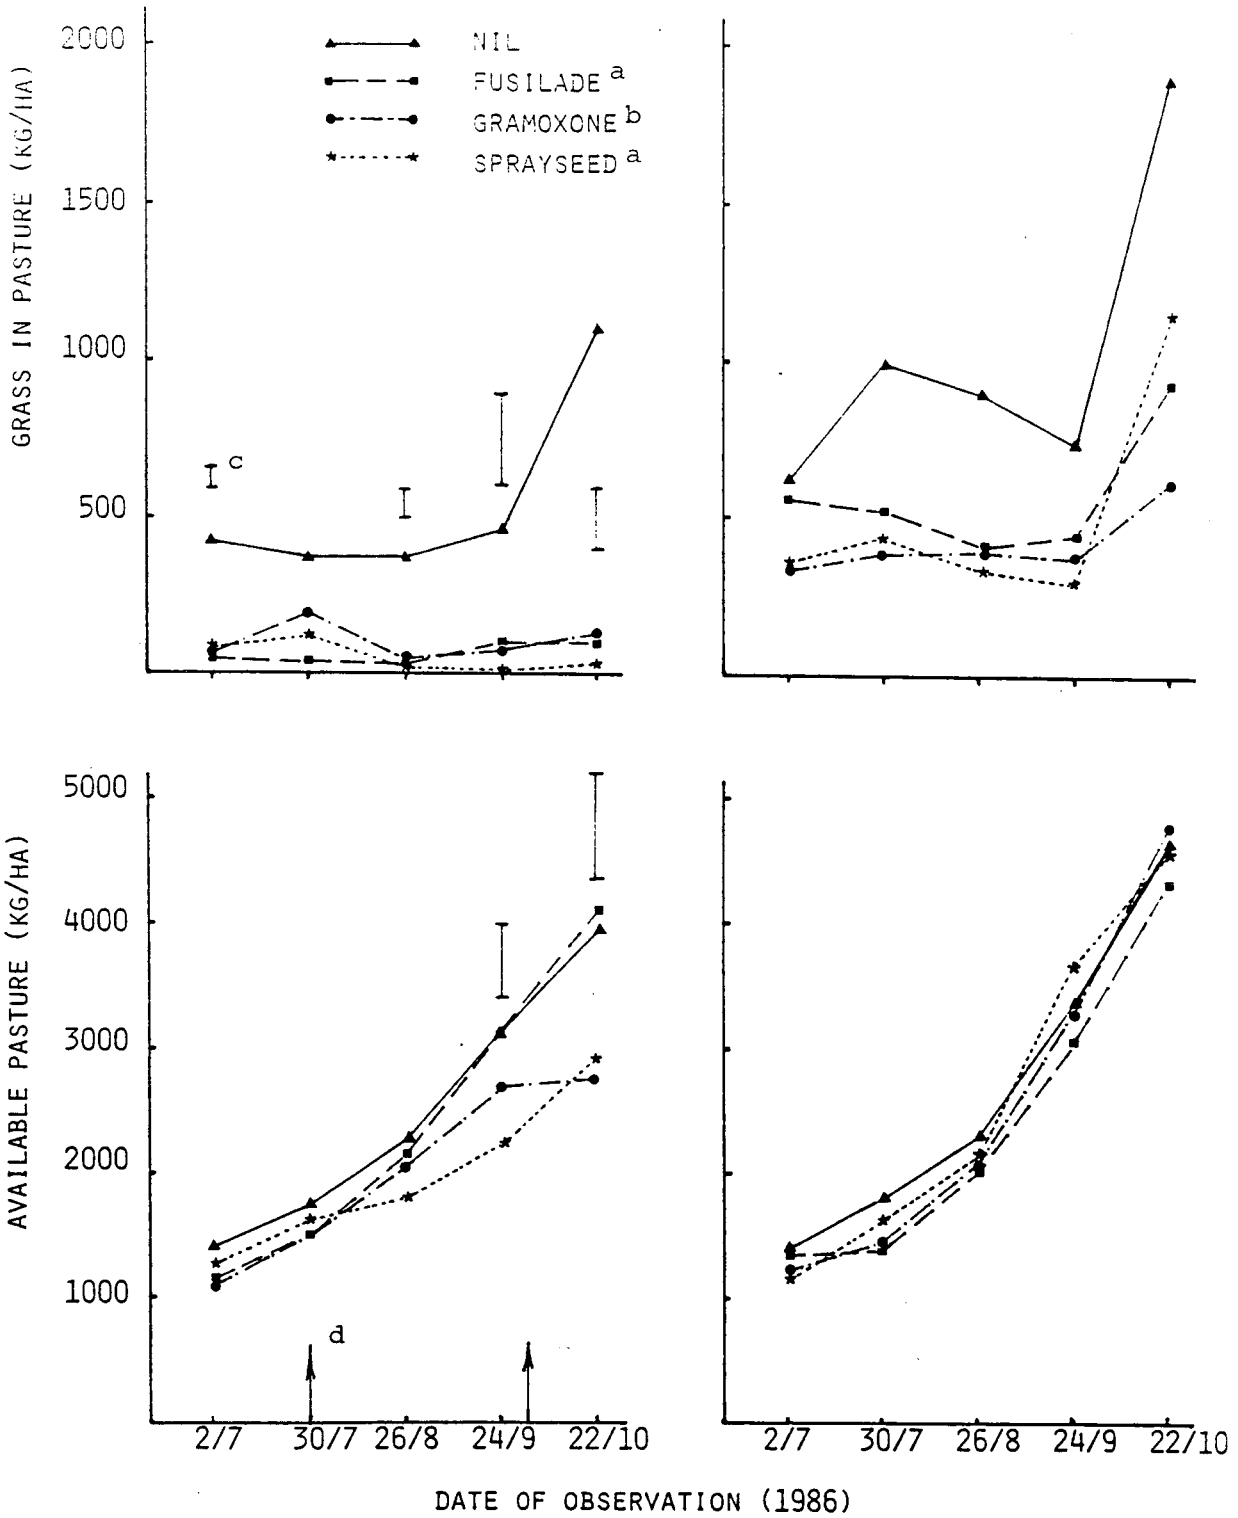 2000
1500
1000
500
GRASS IN PASTURE (KG/HA)
NIL
FUSILADE a
GRAMOXONE b
SPRAYSEED a
c
5000
4000
3000
2000
1000
AVAILABLE PASTURE (KG/HA)
d
2/7 30/7 26/8 24/9 22/10
2/7 30/7 26/8 24/9 22/10
DATE OF OBSERVATION (1986)